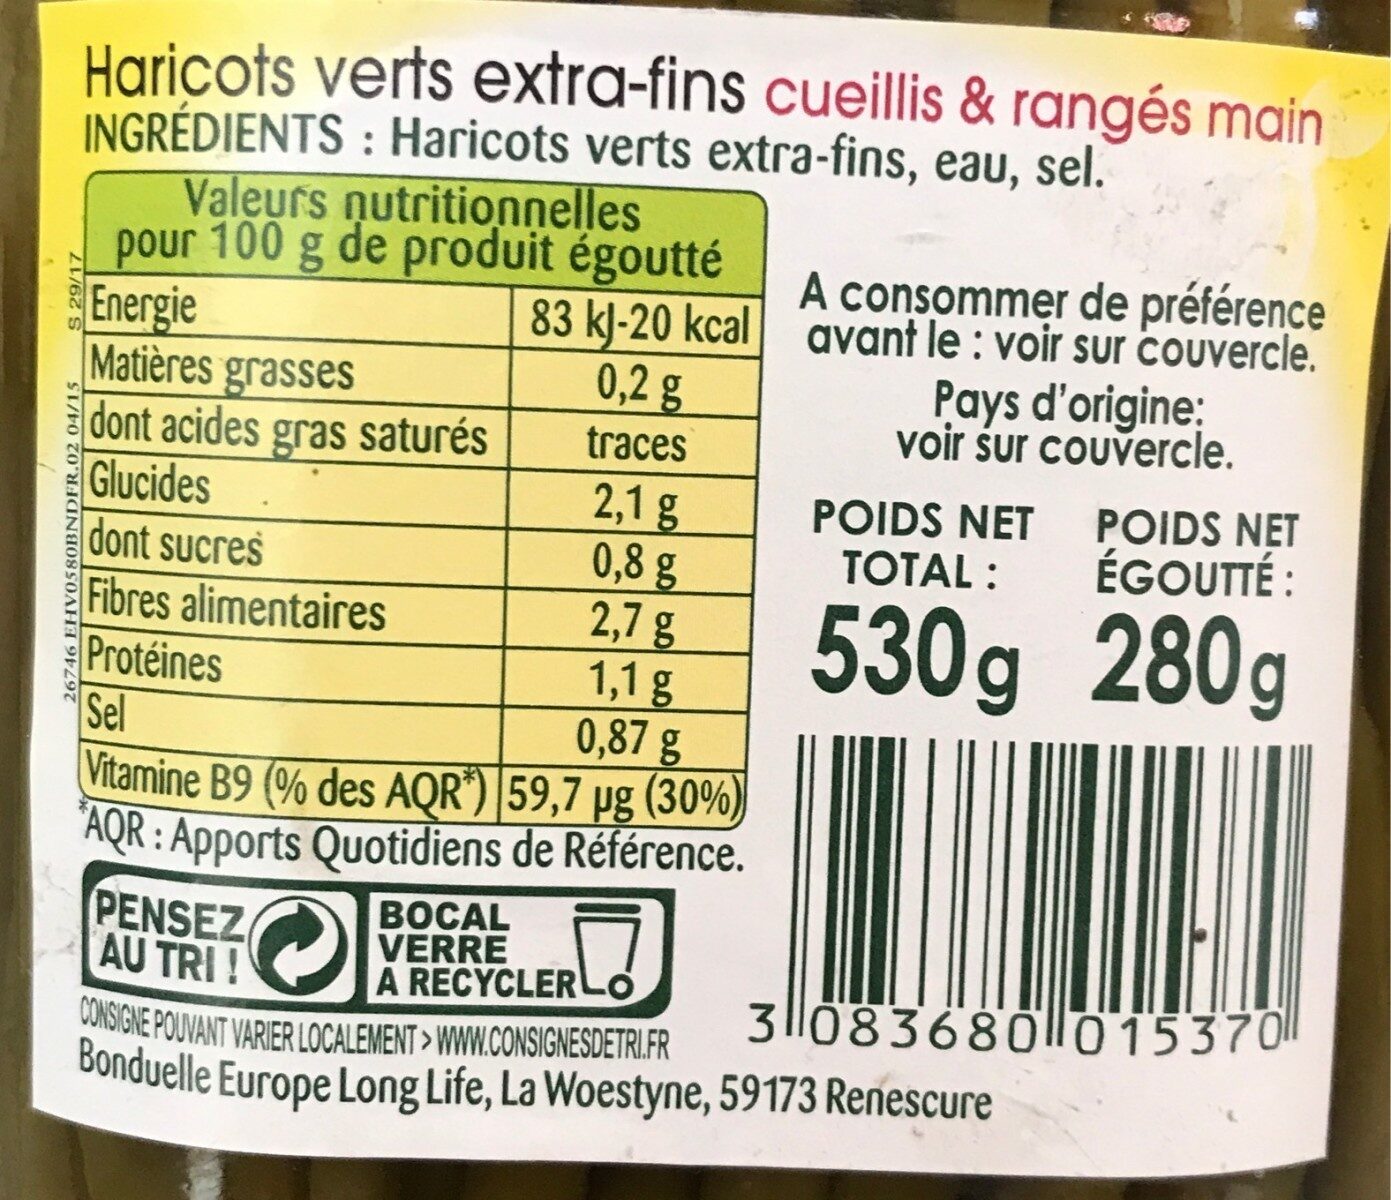 Haricots verts extra-fins cueillis & rangés main
INGRÉDIENTS : Haricots verts extra-fins, eau, sel.
Valeurs nutritionnelles
pour 100 g de produit égoutté
Energie 83 kJ-20 kcal
Matières grasses 0,2 g
dont acides gras saturés traces
Glucides 2,1 g
dont sucres 0,8 g
Fibres alimentaires 2,7 g
Protéines 1,1 g
Sel 0,87 g
Vitamine B9 (% des AQR*) 59,7 µg (30%)
*AQR : Apports Quotidiens de Référence.
26746 EHV0580BNDFR.02 04/15 S 29/17
A consommer de préférence
avant le : voir sur couvercle.
Pays d'origine:
voir sur couvercle.
POIDS NET
TOTAL :
530g
POIDS NET
ÉGOUTTÉ :
280g
PENSEZ
AU TRI !
BOCAL
VERRE
A RECYCLER
CONSIGNE POUVANT VARIER LOCALEMENT > WWW.CONSIGNESDETRI.FR
3 083680 015370
Bonduelle Europe Long Life, La Woestyne, 59173 Renescure